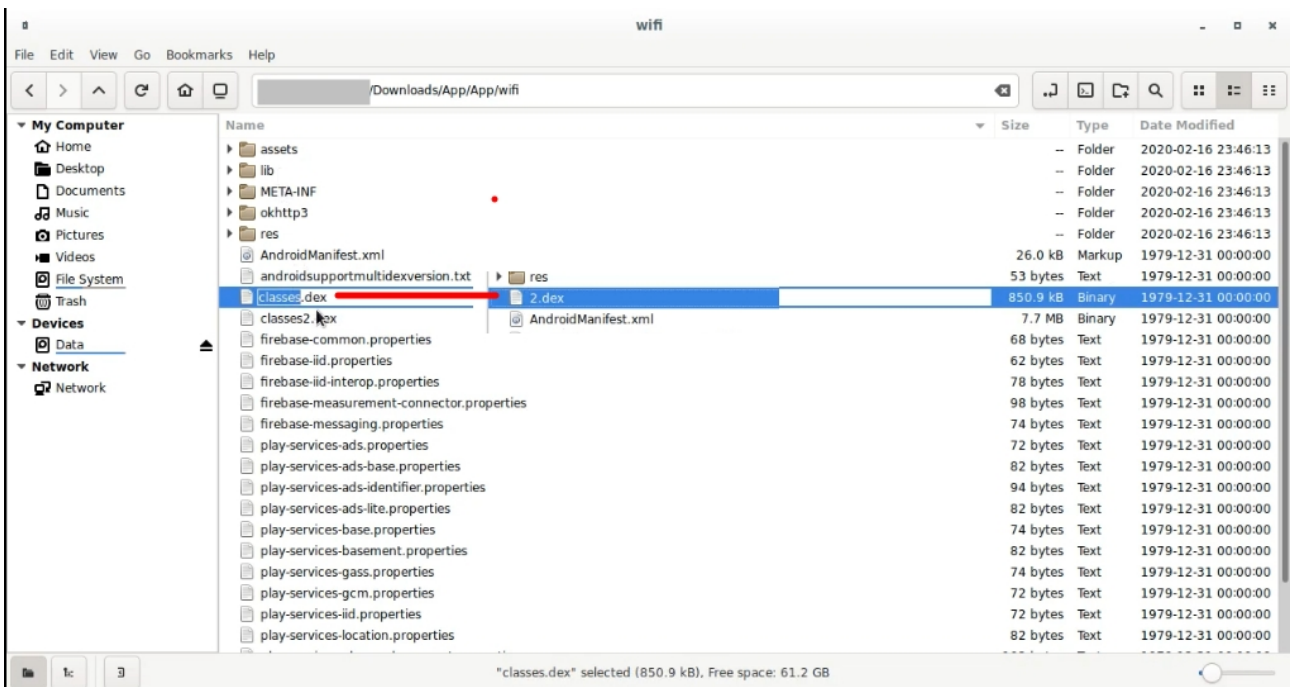 wifi
File Edit View Go Bookmarks Help
/Downloads/App/App/wifi
My Computer
Home
Desktop
Documents
Music
Pictures
Videos
File System
Trash
Devices
Data
Network
Network
Name Size Type Date Modified
assets -- Folder 2020-02-16 23:46:13
lib -- Folder 2020-02-16 23:46:13
META-INF -- Folder 2020-02-16 23:46:13
okhttp3 -- Folder 2020-02-16 23:46:13
res -- Folder 2020-02-16 23:46:13
AndroidManifest.xml 26.0 kB Markup 1979-12-31 00:00:00
androidsupportmultidexversion.txt res 53 bytes Text 1979-12-31 00:00:00
classes.dex 2.dex 850.9 kB Binary 1979-12-31 00:00:00
classes2.dex AndroidManifest.xml 7.7 MB Binary 1979-12-31 00:00:00
firebase-common.properties 68 bytes Text 1979-12-31 00:00:00
firebase-iid.properties 62 bytes Text 1979-12-31 00:00:00
firebase-iid-interop.properties 78 bytes Text 1979-12-31 00:00:00
firebase-measurement-connector.properties 98 bytes Text 1979-12-31 00:00:00
firebase-messaging.properties 74 bytes Text 1979-12-31 00:00:00
play-services-ads.properties 72 bytes Text 1979-12-31 00:00:00
play-services-ads-base.properties 82 bytes Text 1979-12-31 00:00:00
play-services-ads-identifier.properties 94 bytes Text 1979-12-31 00:00:00
play-services-ads-lite.properties 82 bytes Text 1979-12-31 00:00:00
play-services-base.properties 74 bytes Text 1979-12-31 00:00:00
play-services-basement.properties 82 bytes Text 1979-12-31 00:00:00
play-services-gass.properties 74 bytes Text 1979-12-31 00:00:00
play-services-gcm.properties 72 bytes Text 1979-12-31 00:00:00
play-services-iid.properties 72 bytes Text 1979-12-31 00:00:00
play-services-location.properties 82 bytes Text 1979-12-31 00:00:00
"classes.dex" selected (850.9 kB), Free space: 61.2 GB